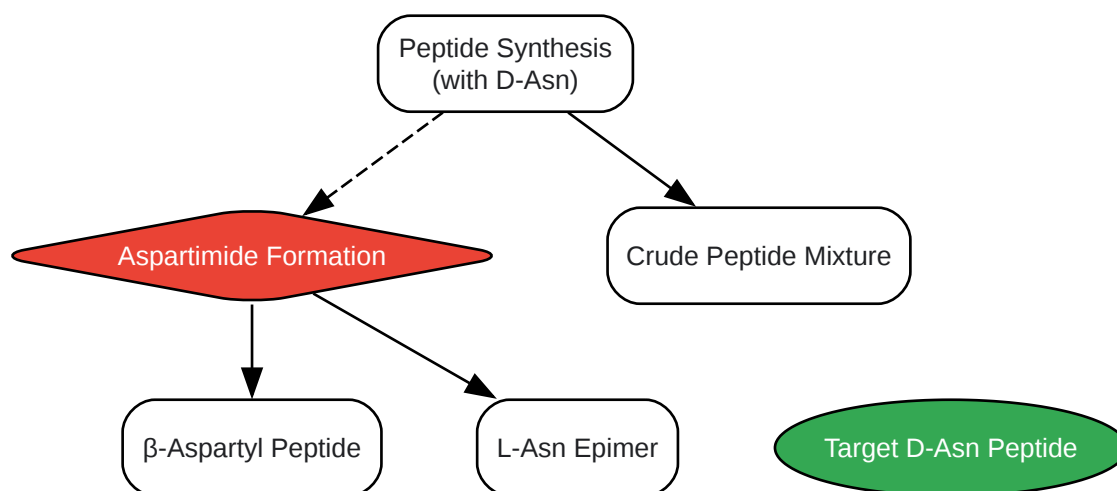 Peptide Synthesis
(with D-Asn)
Aspartimide Formation
Crude Peptide Mixture
β-Aspartyl Peptide
L-Asn Epimer
Target D-Asn Peptide